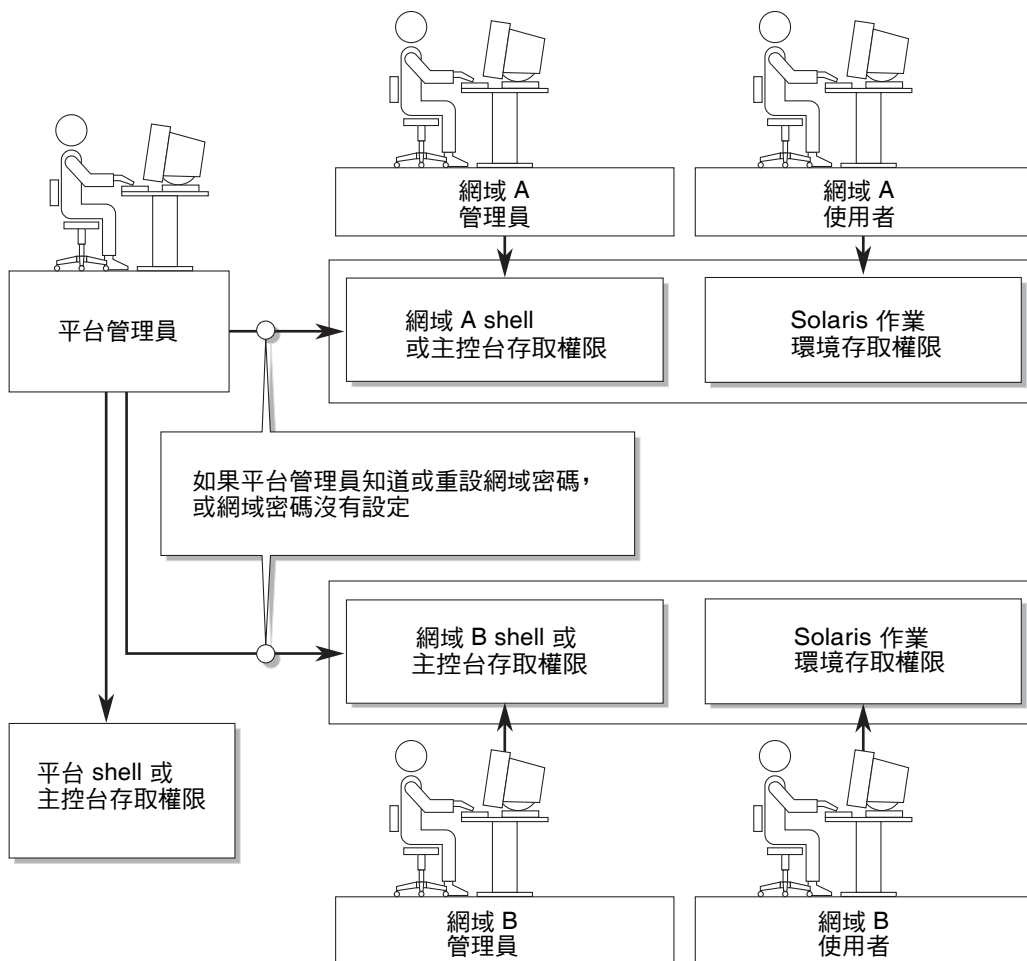 網域 A
管理員
網域 A
使用者
平台管理員
網域 A shell
或主控台存取權限
Solaris 作業
環境存取權限
如果平台管理員知道或重設網域密碼，
或網域密碼沒有設定
網域 B shell 或
主控台存取權限
Solaris 作業
環境存取權限
平台 shell 或
主控台存取權限
網域 B
管理員
網域 B
使用者